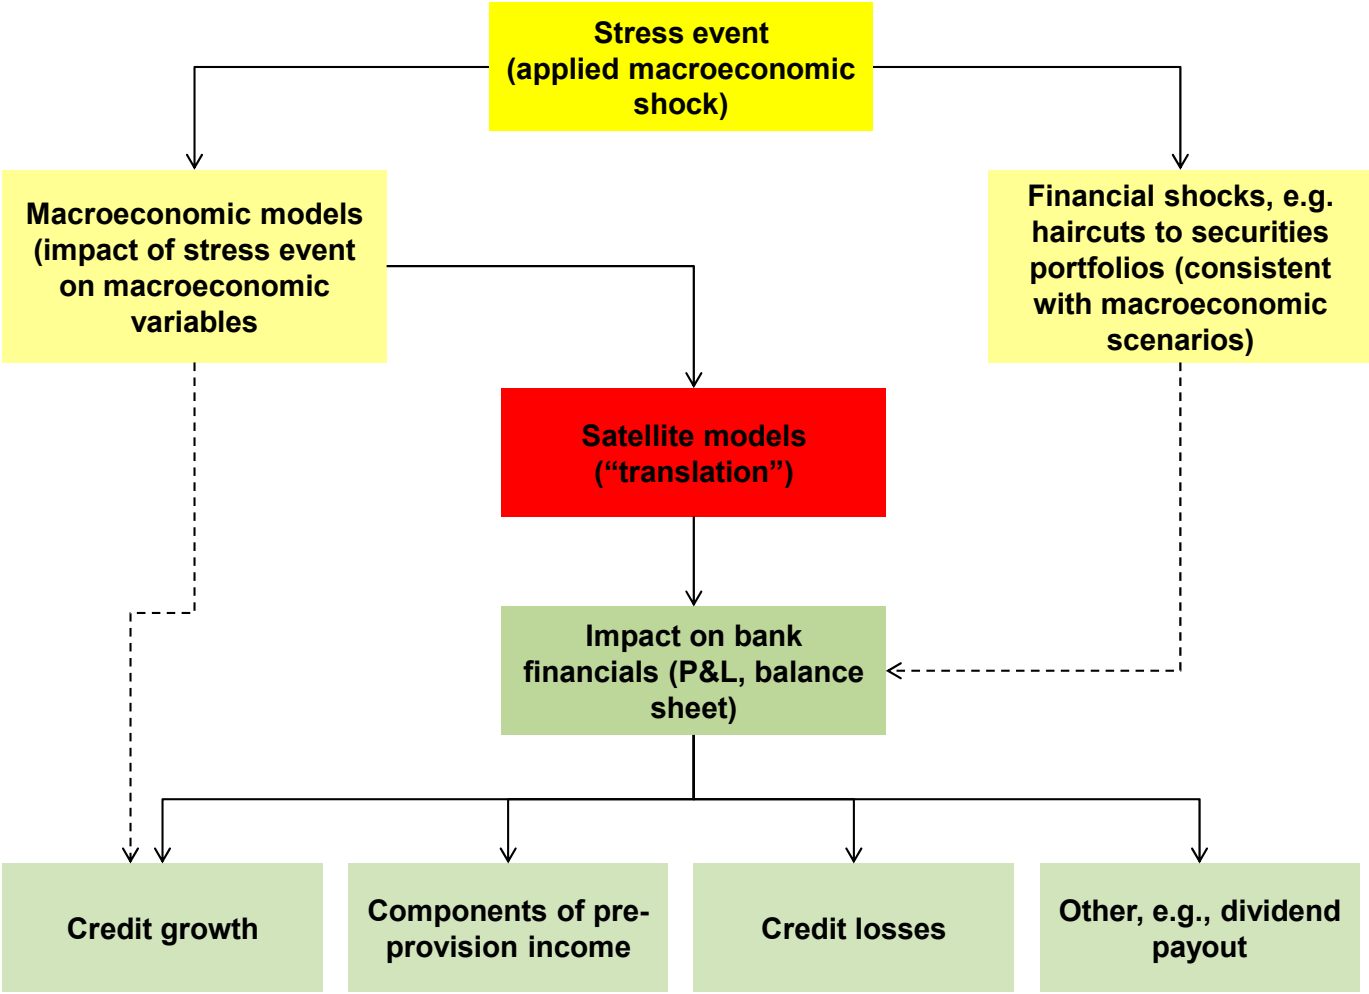 Stress event
(applied macroeconomic
shock)
Macroeconomic models
(impact of stress event
on macroeconomic
variables
Financial shocks, e.g.
haircuts to securities
portfolios (consistent
with macroeconomic
scenarios)
Satellite models
(“translation”)
Impact on bank
financials (P&L, balance
sheet)
Credit growth
Components of pre-
provision income
Credit losses
Other, e.g., dividend
payout